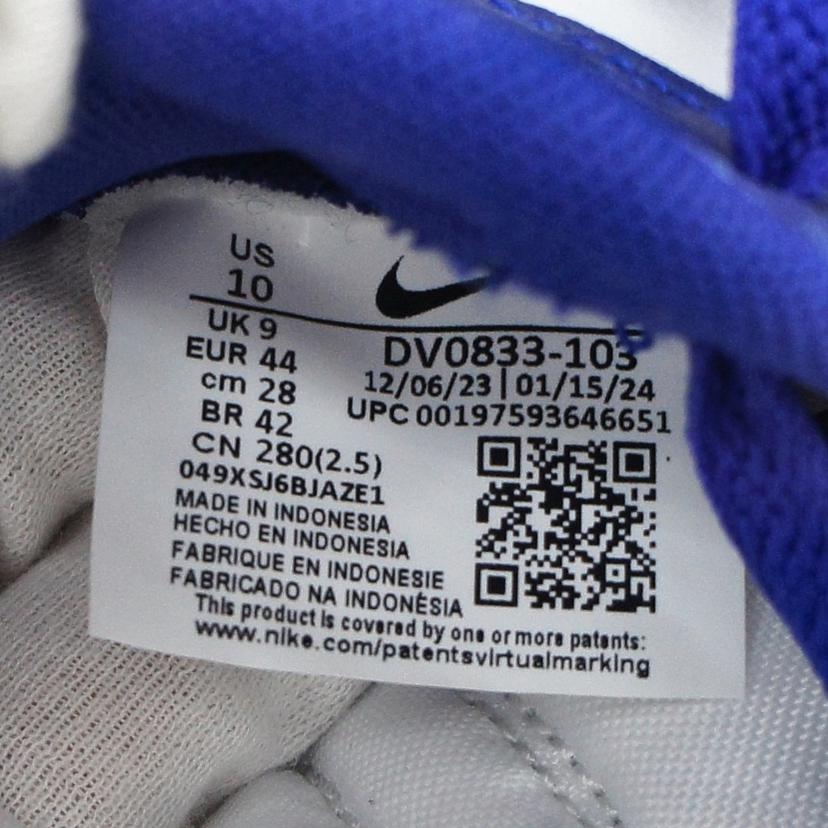 US
10
UK 9
EUR 44
cm 28
BR 42
CN 280(2.5)
049XSJ6BJAZE1
DV0833-103
12/06/23 | 01/15/24
UPC 00197593646651
MADE IN INDONESIA
HECHO EN INDONESIA
FABRIQUE EN INDONESIE
FABRICADO NA INDONÉSIA
This product is covered by one or more patents:
www.nike.com/patentsvirtualmarking